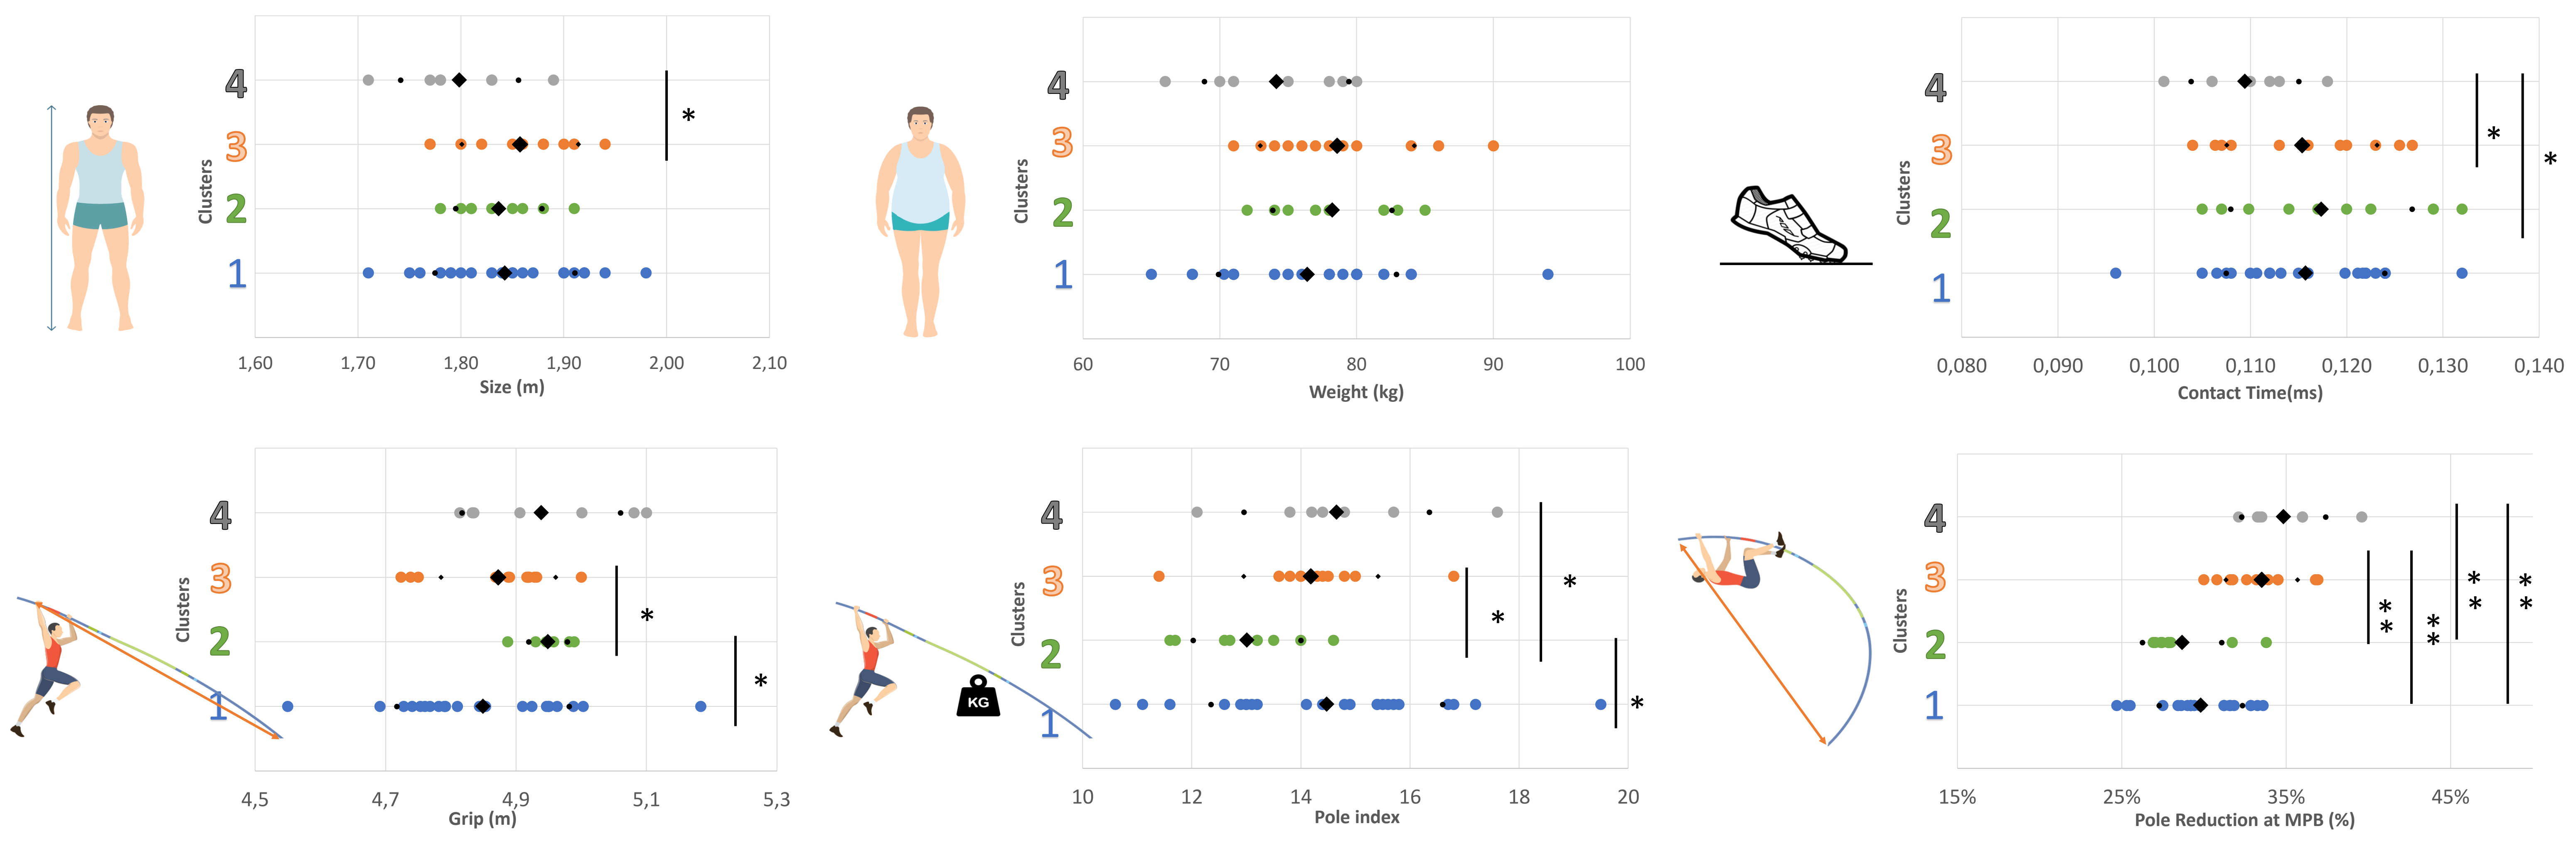 4
3
2
1
Clusters
*
1,60 1,70 1,80 1,90 2,00 2,10
Size (m)
4
3
2
1
Clusters
60 70 80 90 100
Weight (kg)
4
3
2
1
Clusters
*
*
0,080 0,090 0,100 0,110 0,120 0,130 0,140
Contact Time(ms)
4
3
2
1
Clusters
*
*
4,5 4,7 4,9 5,1 5,3
Grip (m)
KG
4
3
2
1
Clusters
*
*
*
10 12 14 16 18 20
Pole index
4
3
2
1
Clusters
*
*
*
*
*
*
*
*
15% 25% 35% 45%
Pole Reduction at MPB (%)